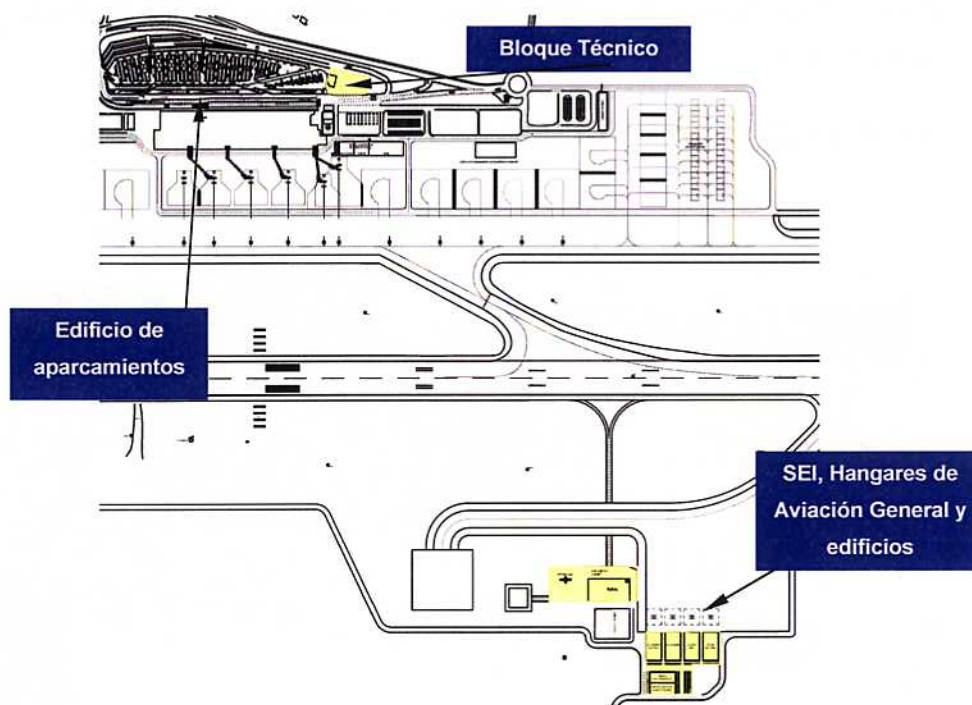 Bloque Técnico
Edificio de
aparcamientos
SEI, Hangares de
Aviación General y
edificios